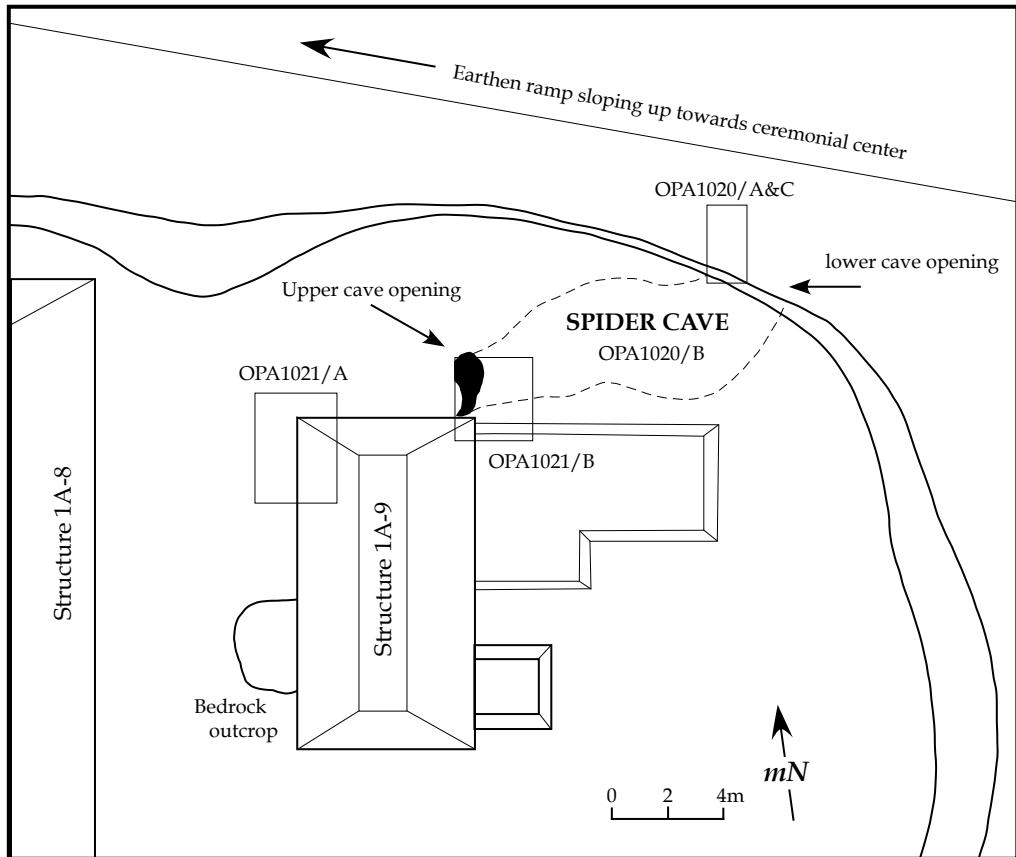 Earthen ramp sloping up towards ceremonial center
OPA1020/A&C
lower cave opening
Upper cave opening
SPIDER CAVE
OPA1020/B
OPA1021/A
OPA1021/B
Structure 1A-8
Structure 1A-9
Bedrock
outcrop
mN
0 2 4m